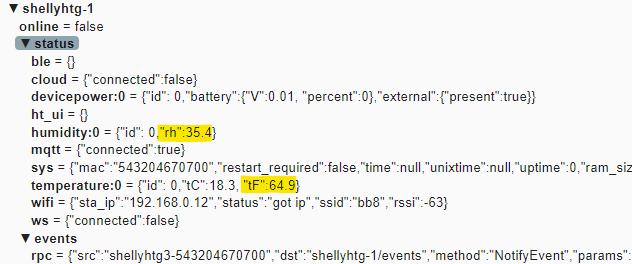 ▼ shellyhtg-1
online = false
▼ status
ble = {}
cloud = {"connected":false}
devicepower:0 = {"id": 0,"battery":{"V":0.01, "percent":0},"external":{"present":true}}
ht_ui = {}
humidity:0 = {"id": 0,"rh":35.4}
mqtt = {"connected":true}
sys = {"mac":"543204670700","restart_required":false,"time":null,"unixtime":null,"uptime":0,"ram_siz
temperature:0 = {"id": 0,"tC":18.3, "tF":64.9}
wifi = {"sta_ip":"192.168.0.12","status":"got ip","ssid":"bb8","rssi":-63}
ws = {"connected":false}
▼ events
rpc = {"src":"shellyhtg3-543204670700","dst":"shellyhtg-1/events","method":"NotifyEvent","params":